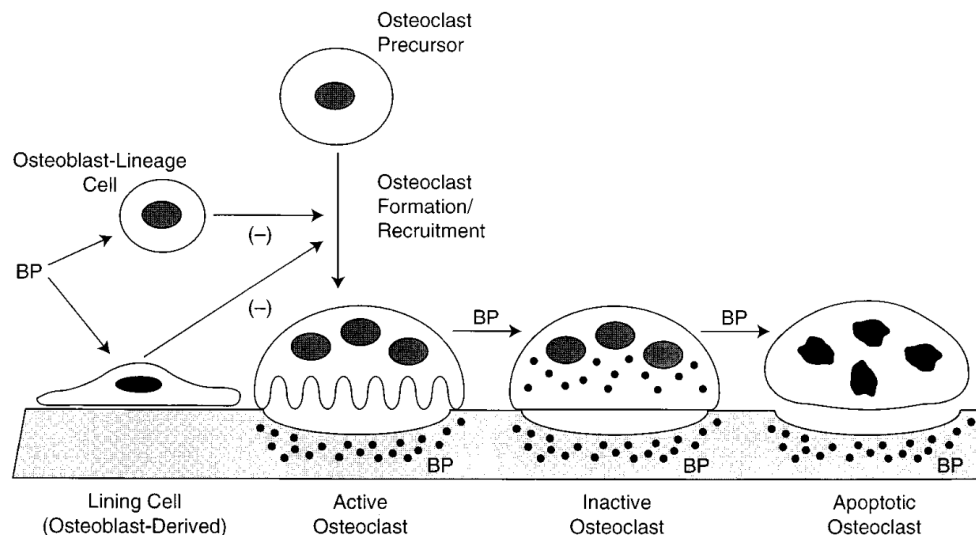 Osteoclast
Precursor
Osteoblast-Lineage
Cell
Osteoclast
Formation/
Recruitment
(–)
BP
(–)
BP
BP
BP
BP
BP
Lining Cell
(Osteoblast-Derived)
Active
Osteoclast
Inactive
Osteoclast
Apoptotic
Osteoclast